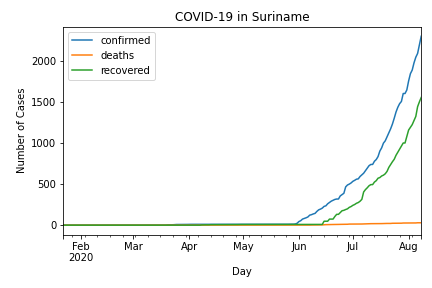 COVID-19 in Suriname
confirmed
deaths
recovered
Number of Cases
2000
1500
1000
500
0
Feb Mar Apr May Jun Jul Aug
2020
Day